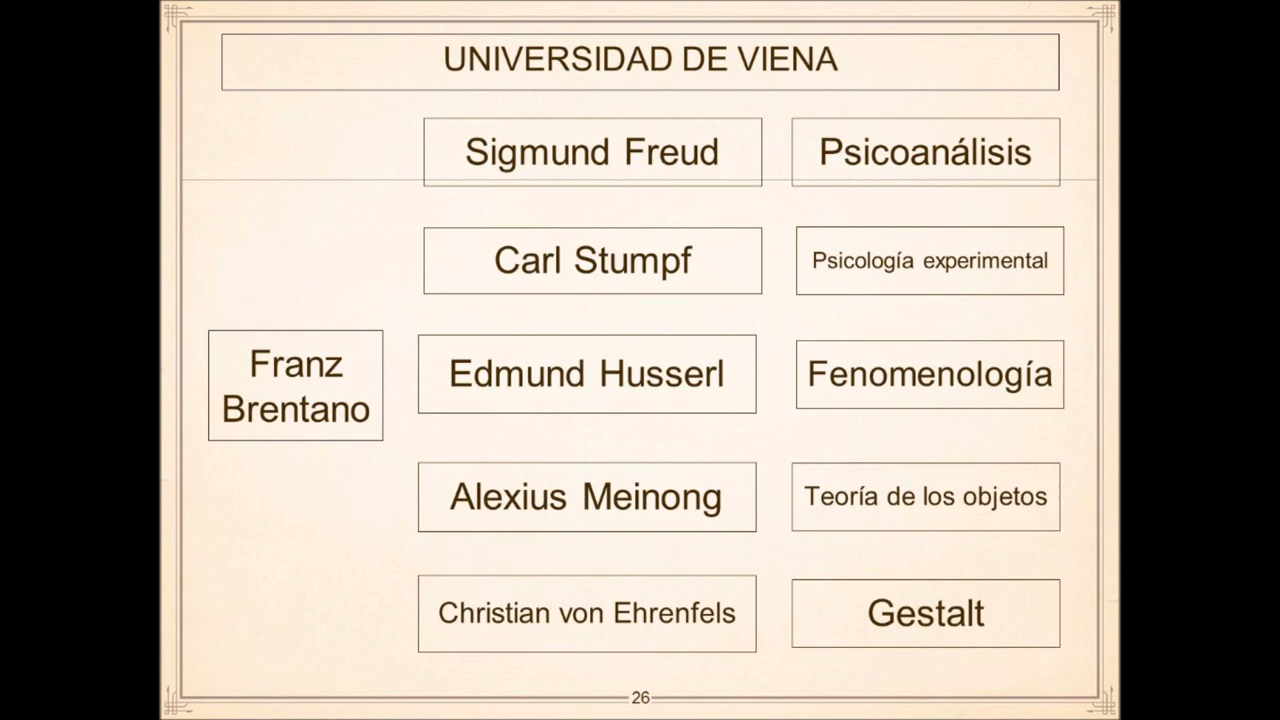 UNIVERSIDAD DE VIENA
Sigmund Freud
Psicoanálisis
Carl Stumpf
Psicología experimental
Franz
Brentano
Edmund Husserl
Fenomenología
Alexius Meinong
Teoría de los objetos
Christian von Ehrenfels
Gestalt
26